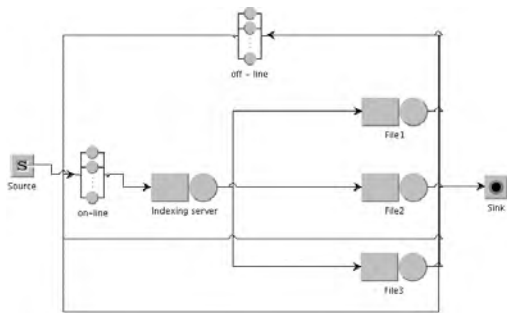 off - line
File1
S
Source
on-line
Indexing server
File2
Sink
File3